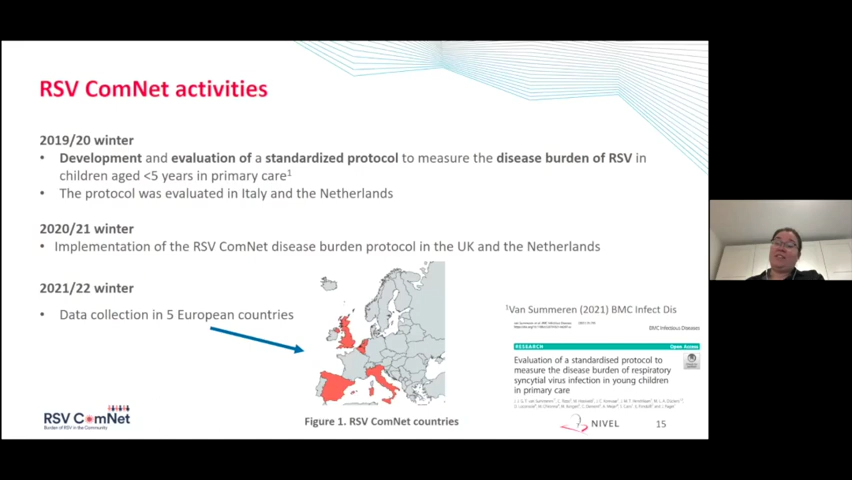 RSV ComNet activities
2019/20 winter
• Development and evaluation of a standardized protocol to measure the disease burden of RSV in
children aged <5 years in primary care¹
• The protocol was evaluated in Italy and the Netherlands
2020/21 winter
• Implementation of the RSV ComNet disease burden protocol in the UK and the Netherlands
2021/22 winter
• Data collection in 5 European countries
¹Van Summeren (2021) BMC Infect Dis
BMC Infectious Diseases
RESEARCH Open Access
Evaluation of a standardised protocol to
measure the disease burden of respiratory
syncytial virus infection in young children
in primary care
Figure 1. RSV ComNet countries
RSV ComNet
Burden of RSV in the Community
NIVEL
15